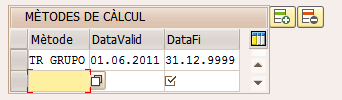 MÈTODES DE CÀLCUL
Mètode DataValid DataFi
TR GRUPO 01.06.2011 31.12.9999